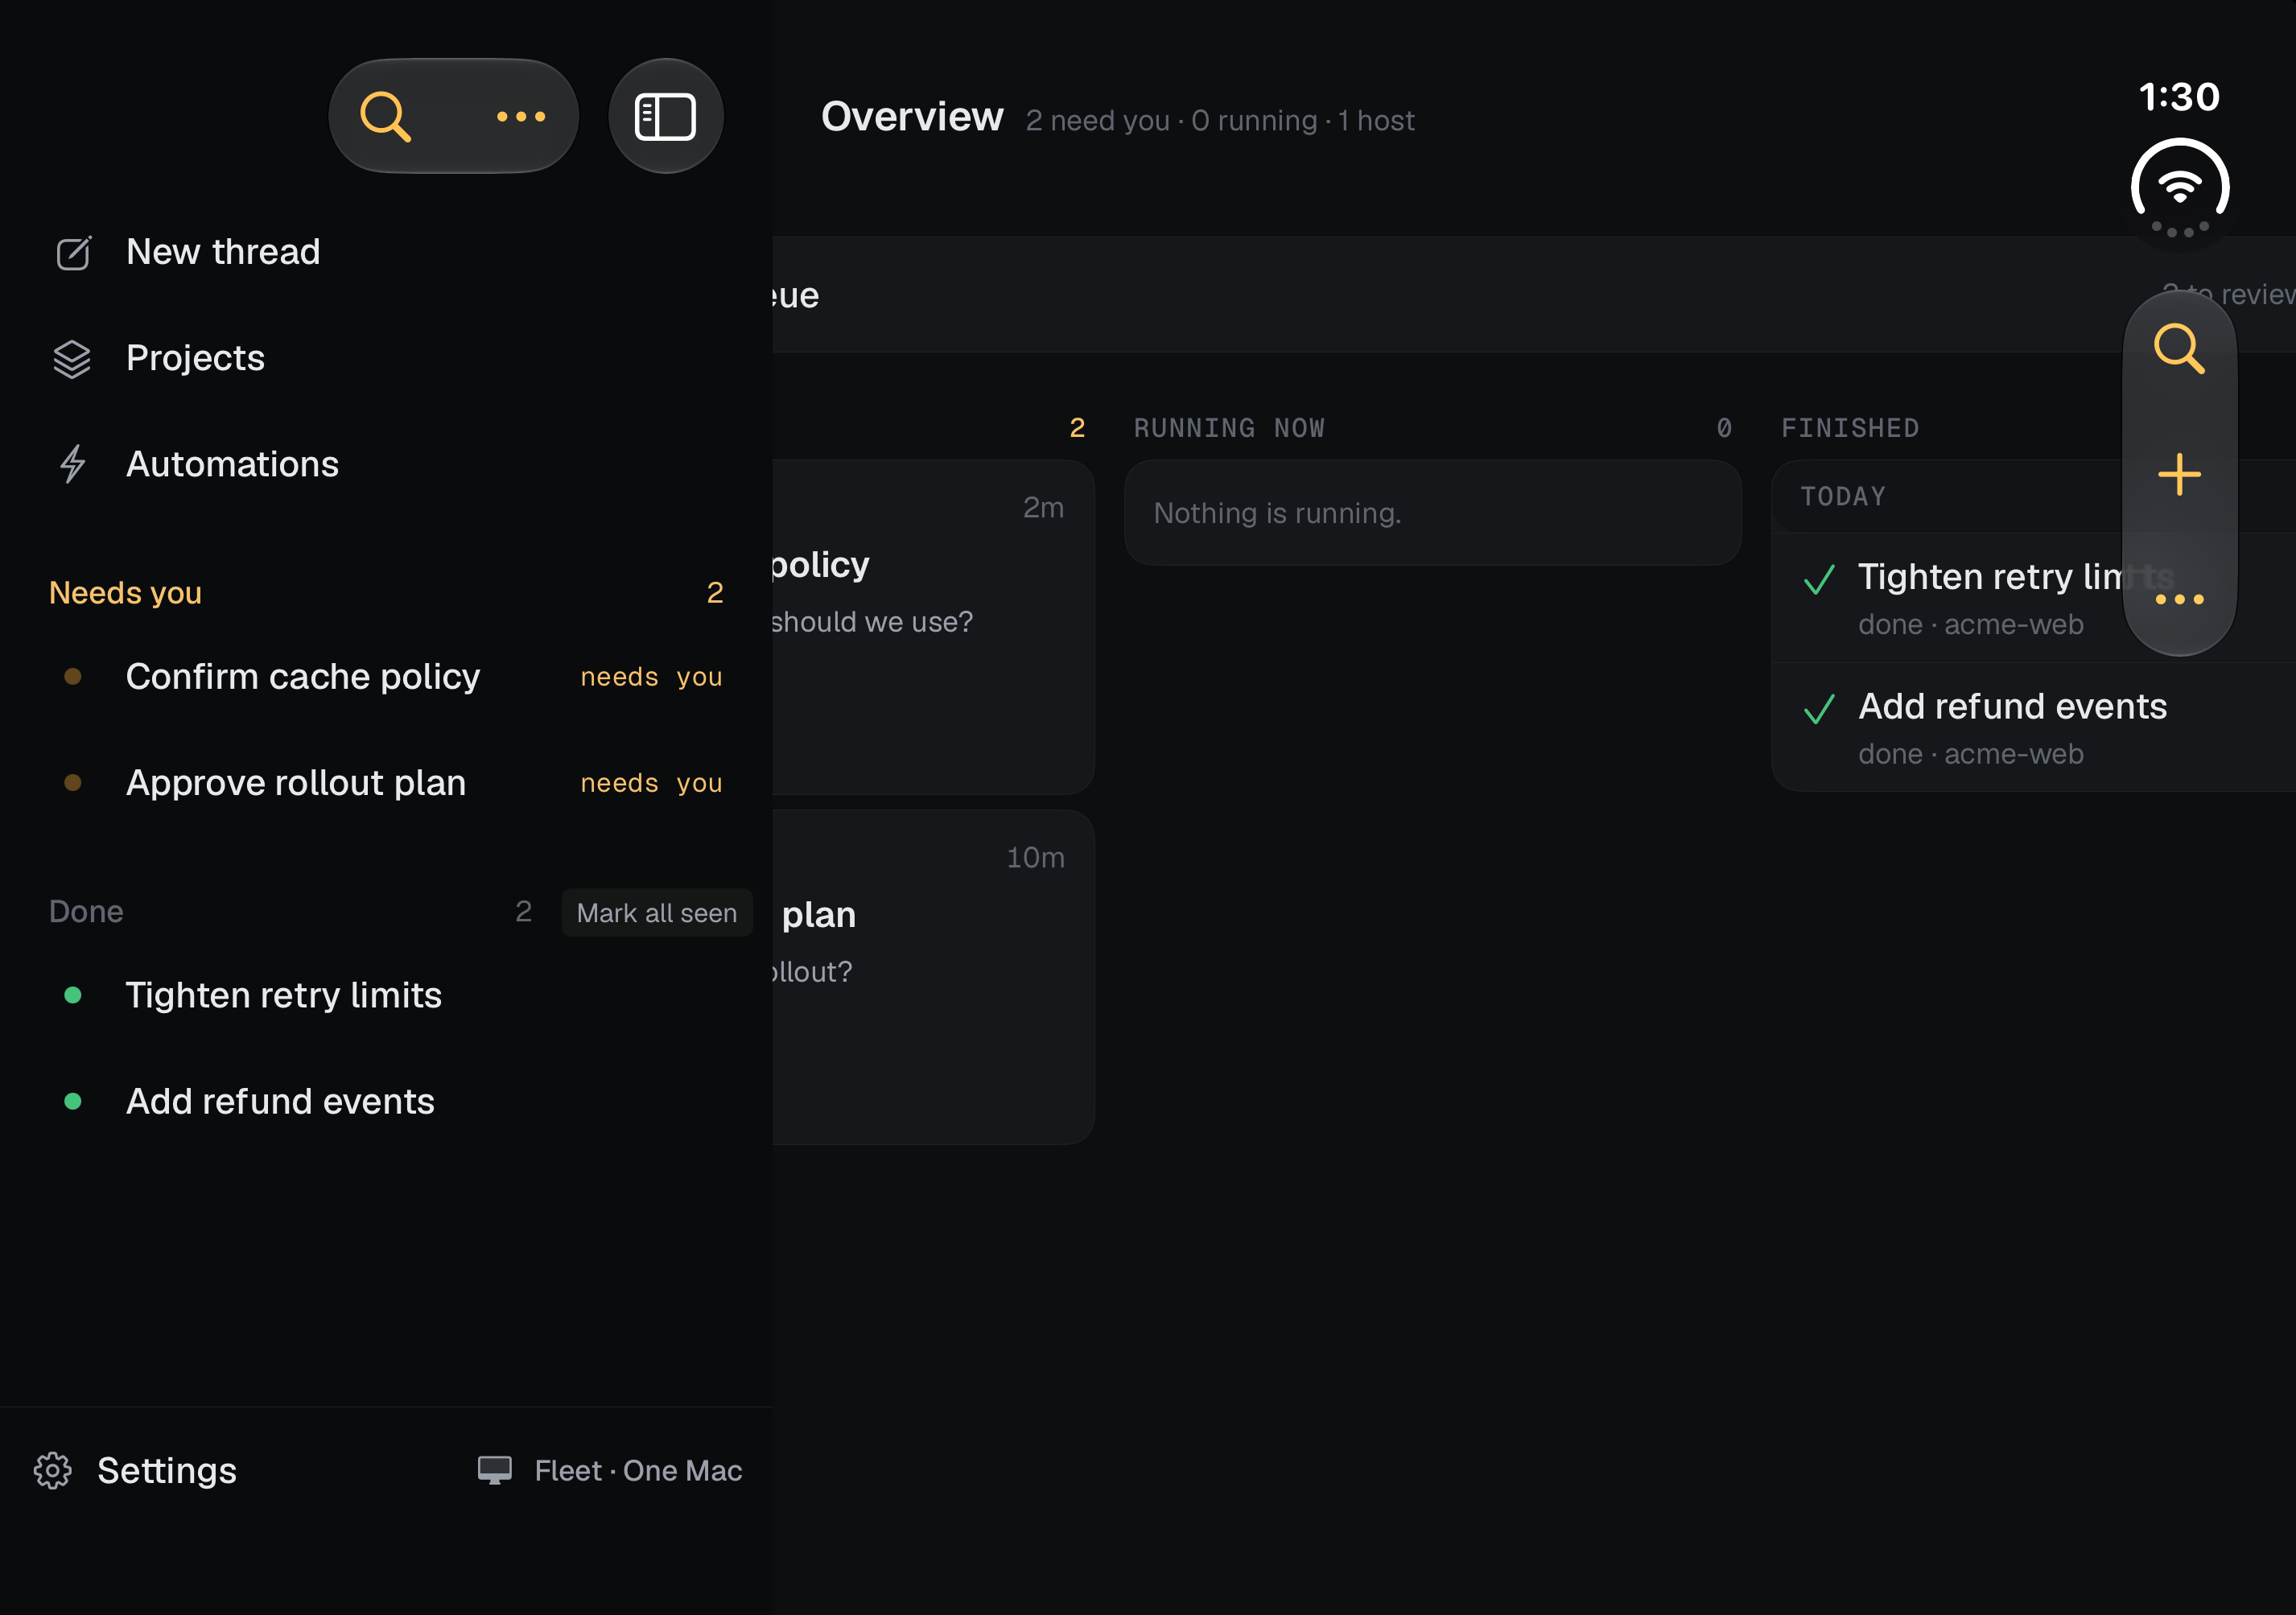 New thread
Projects
Automations
Needs you 2
Confirm cache policy needs you
Approve rollout plan needs you
Done 2 Mark all seen
Tighten retry limits
Add refund events
Settings Fleet · One Mac
Overview 2 need you · 0 running · 1 host
1:30
to review
2 RUNNING NOW 0 FINISHED
2m
policy
should we use?
10m
plan
Nothing is running.
TODAY
Tighten retry limits
done · acme-web
Add refund events
done · acme-web